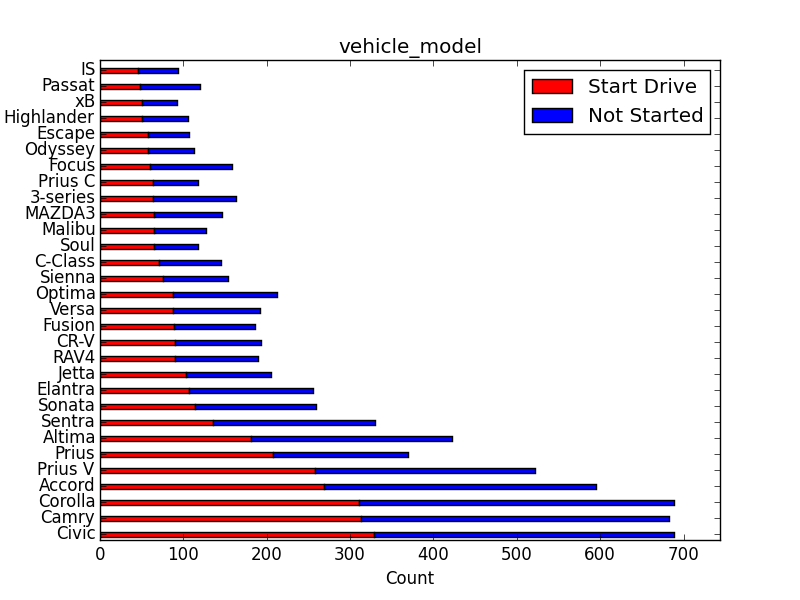 vehicle_model
Start Drive
Not Started
IS
Passat
xB
Highlander
Escape
Odyssey
Focus
Prius C
3-series
MAZDA3
Malibu
Soul
C-Class
Sienna
Optima
Versa
Fusion
CR-V
RAV4
Jetta
Elantra
Sonata
Sentra
Altima
Prius
Prius V
Accord
Corolla
Camry
Civic
0 100 200 300 400 500 600 700
Count